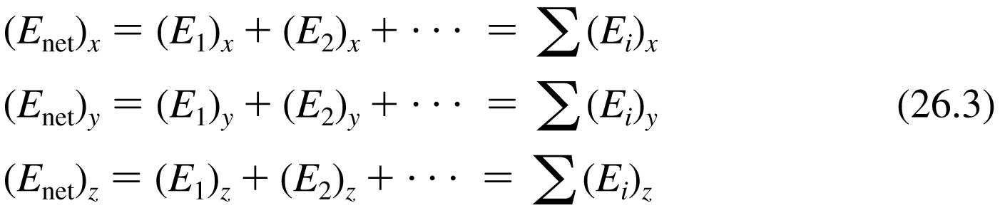 (E_net)_x = (E_1)_x + (E_2)_x + · · · = ∑(E_i)_x
(E_net)_y = (E_1)_y + (E_2)_y + · · · = ∑(E_i)_y (26.3)
(E_net)_z = (E_1)_z + (E_2)_z + · · · = ∑(E_i)_z